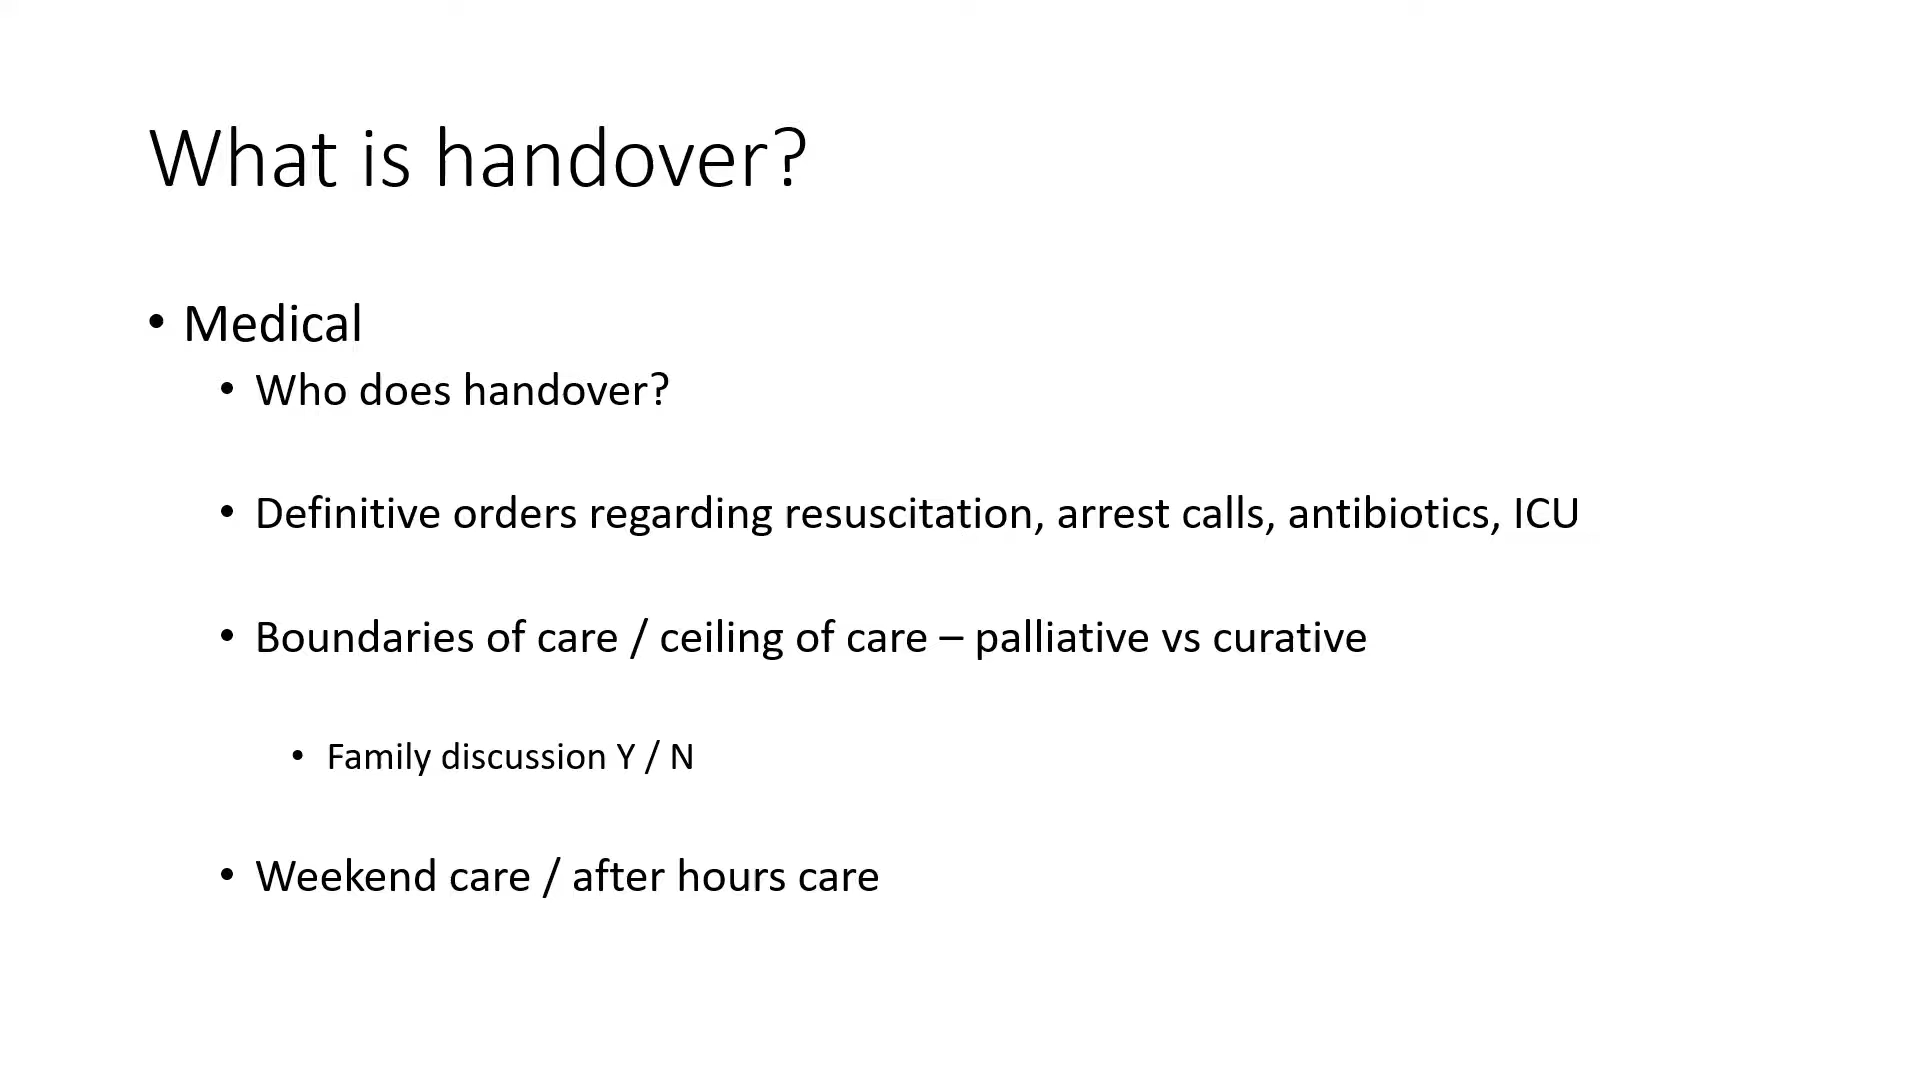 What is handover?
• Medical
• Who does handover?
• Definitive orders regarding resuscitation, arrest calls, antibiotics, ICU
• Boundaries of care / ceiling of care – palliative vs curative
• Family discussion Y / N
• Weekend care / after hours care